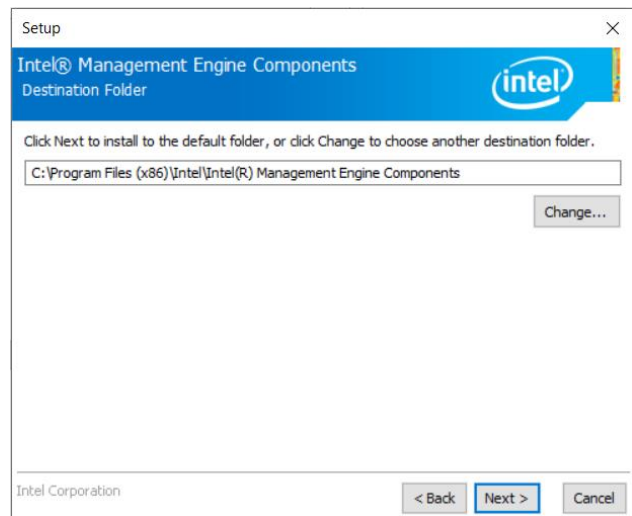 Setup
Intel® Management Engine Components
Destination Folder
intel
Click Next to install to the default folder, or click Change to choose another destination folder.
C:\Program Files (x86)\Intel\Intel(R) Management Engine Components
Change...
Intel Corporation
< Back
Next >
Cancel